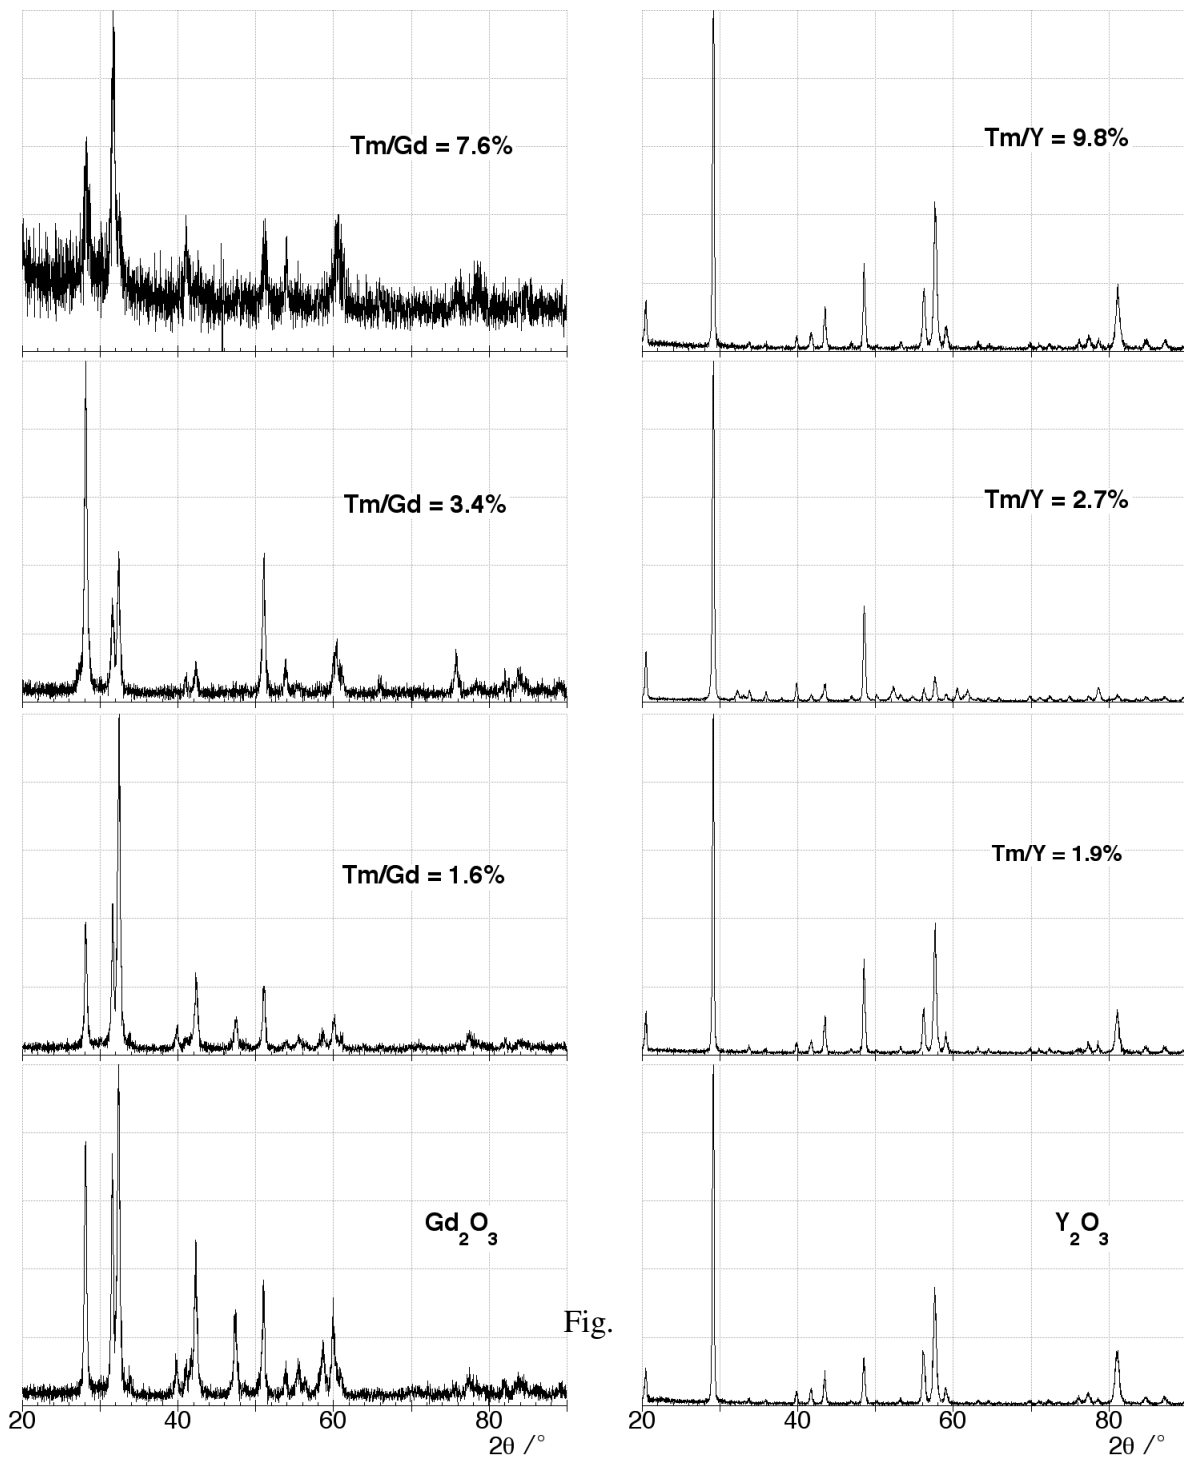 Tm/Gd = 7.6%
Tm/Y = 9.8%
Tm/Gd = 3.4%
Tm/Y = 2.7%
Tm/Gd = 1.6%
Tm/Y = 1.9%
Gd₂O₃
Y₂O₃
Fig.
20 40 60 80
2θ /°
20 40 60 80
2θ /°